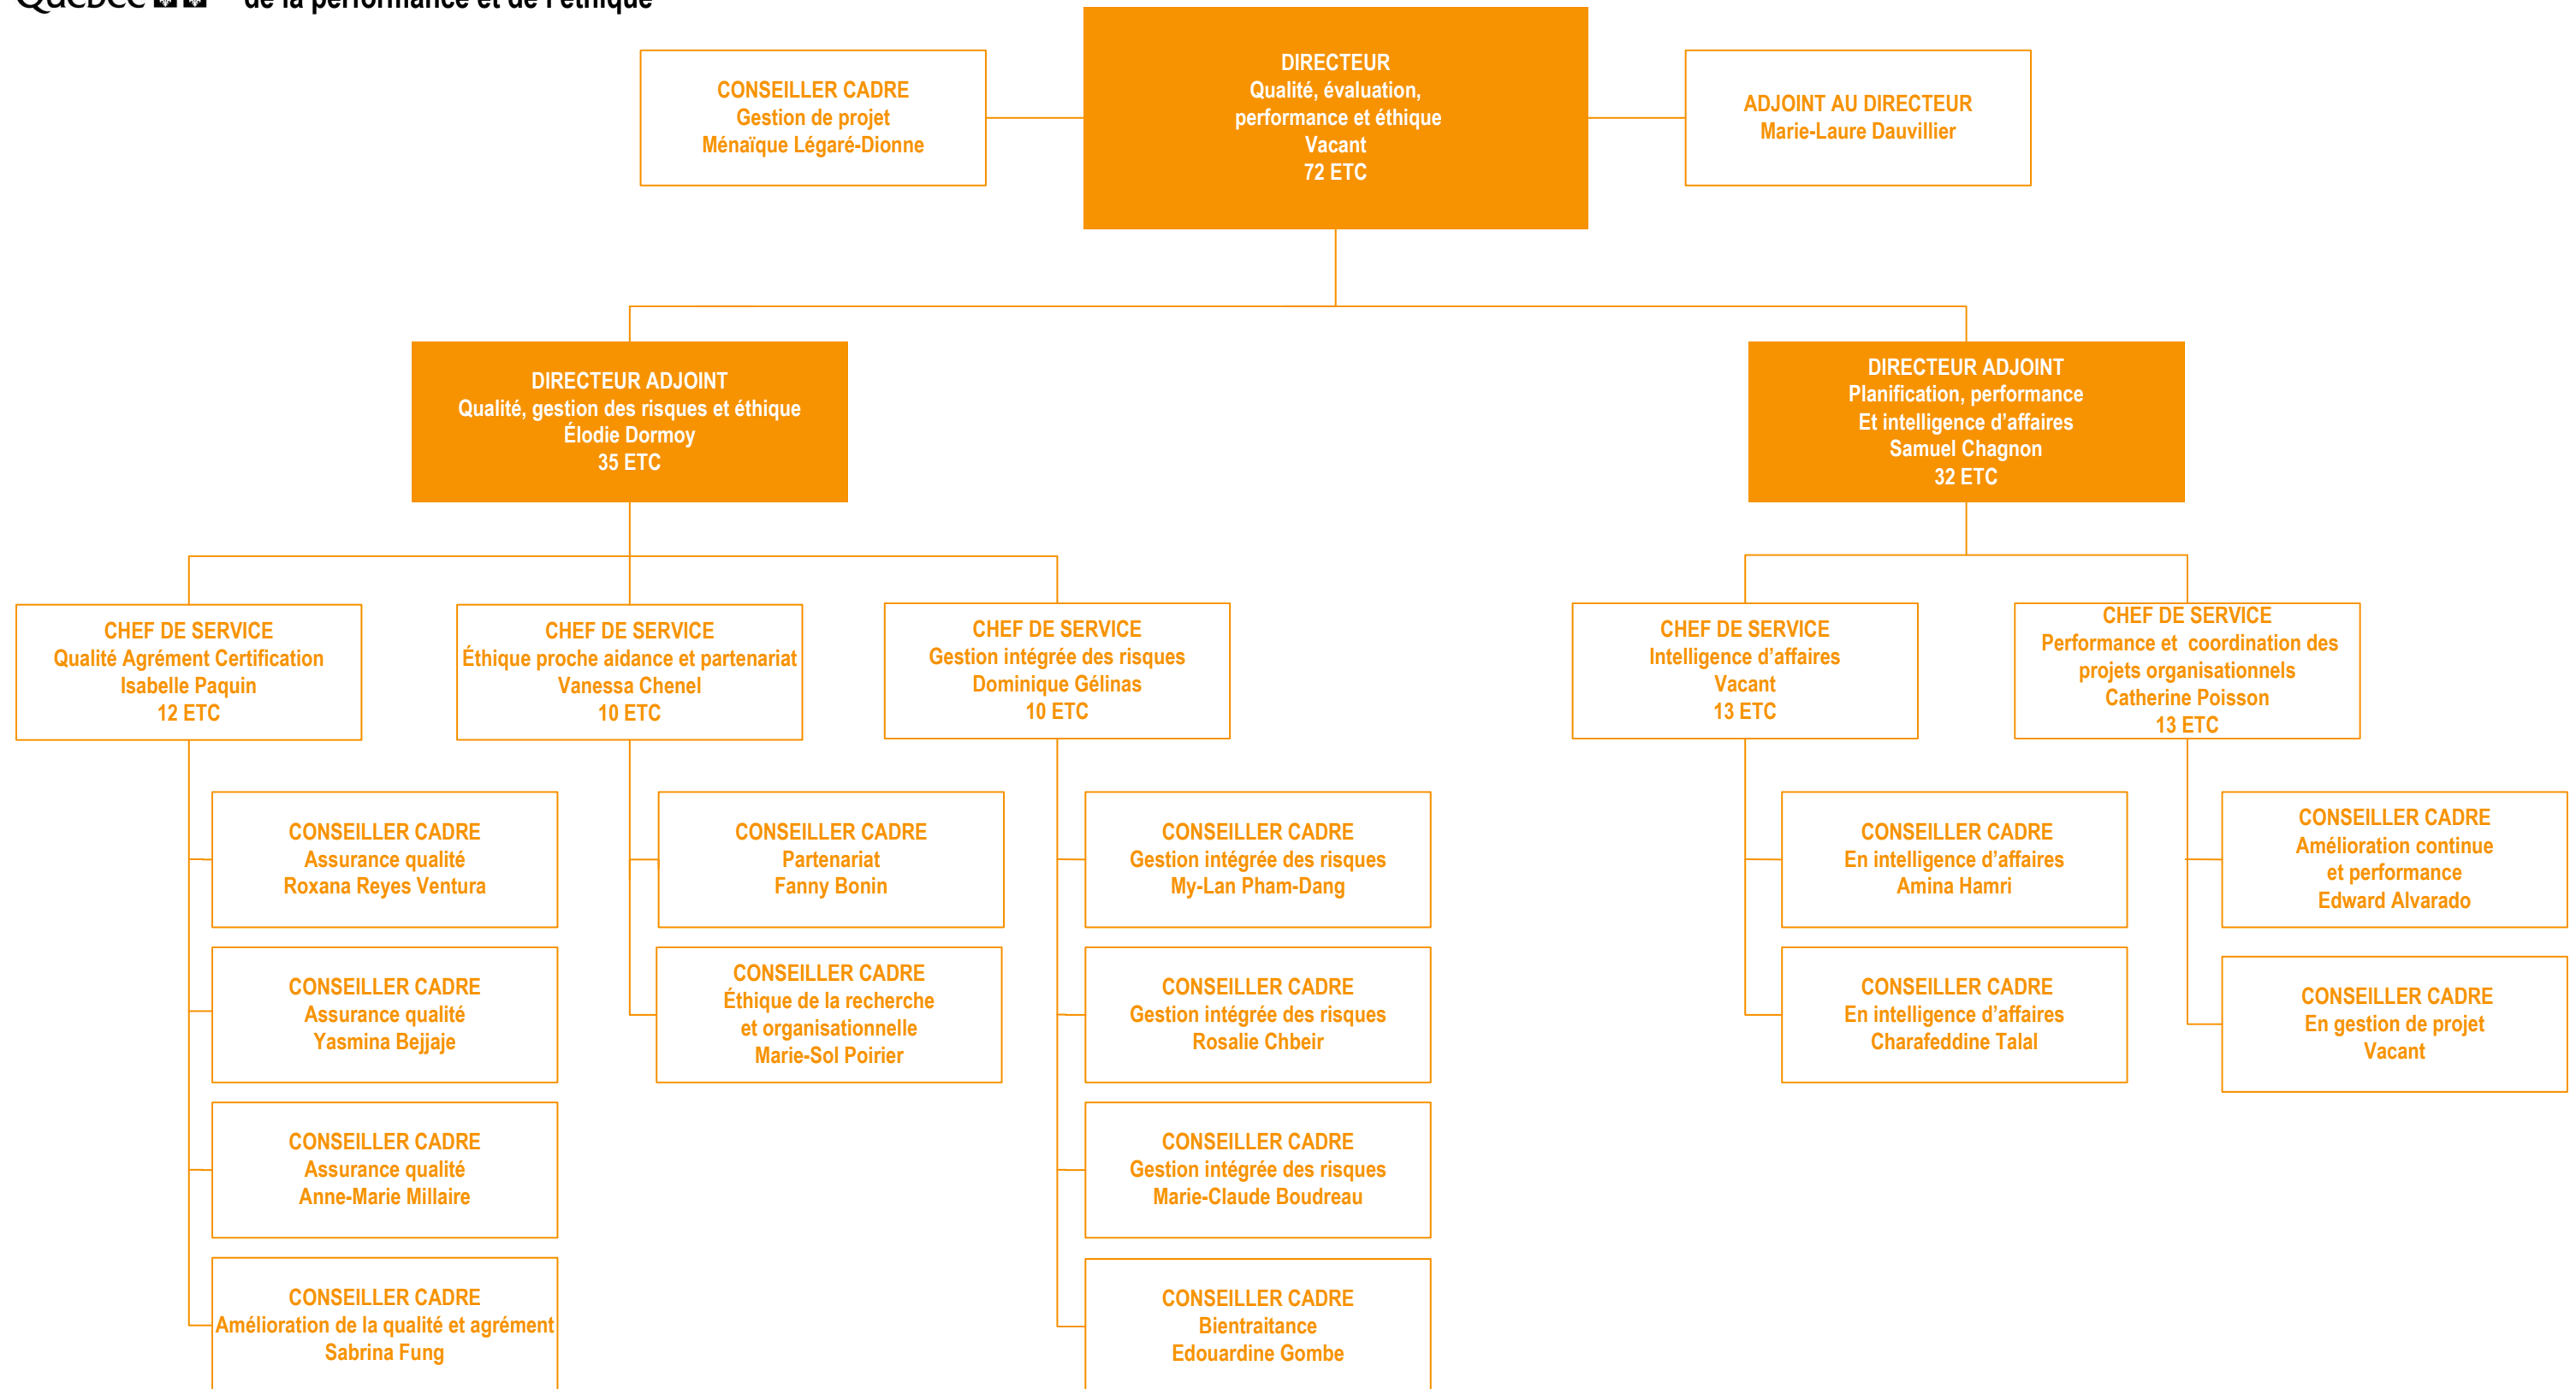 Québec
de la performance et de l'éthique
CONSEILLER CADRE
Gestion de projet
Ménaïque Légaré-Dionne
DIRECTEUR
Qualité, évaluation,
performance et éthique
Vacant
72 ETC
ADJOINT AU DIRECTEUR
Marie-Laure Dauvillier
DIRECTEUR ADJOINT
Qualité, gestion des risques et éthique
Élodie Dormoy
35 ETC
DIRECTEUR ADJOINT
Planification, performance
Et intelligence d'affaires
Samuel Chagnon
32 ETC
CHEF DE SERVICE
Qualité Agrément Certification
Isabelle Paquin
12 ETC
CHEF DE SERVICE
Éthique proche aidance et partenariat
Vanessa Chenel
10 ETC
CHEF DE SERVICE
Gestion intégrée des risques
Dominique Gélinas
10 ETC
CHEF DE SERVICE
Intelligence d'affaires
Vacant
13 ETC
CHEF DE SERVICE
Performance et coordination des
projets organisationnels
Catherine Poisson
13 ETC
CONSEILLER CADRE
Assurance qualité
Roxana Reyes Ventura
CONSEILLER CADRE
Partenariat
Fanny Bonin
CONSEILLER CADRE
Gestion intégrée des risques
My-Lan Pham-Dang
CONSEILLER CADRE
En intelligence d'affaires
Amina Hamri
CONSEILLER CADRE
Amélioration continue
et performance
Edward Alvarado
CONSEILLER CADRE
Assurance qualité
Yasmina Bejjaje
CONSEILLER CADRE
Éthique de la recherche
et organisationnelle
Marie-Sol Poirier
CONSEILLER CADRE
Gestion intégrée des risques
Rosalie Chbeir
CONSEILLER CADRE
En intelligence d'affaires
Charafeddine Talal
CONSEILLER CADRE
En gestion de projet
Vacant
CONSEILLER CADRE
Assurance qualité
Anne-Marie Millaire
CONSEILLER CADRE
Gestion intégrée des risques
Marie-Claude Boudreau
CONSEILLER CADRE
Amélioration de la qualité et agrément
Sabrina Fung
CONSEILLER CADRE
Bientraitance
Edouardine Gombe